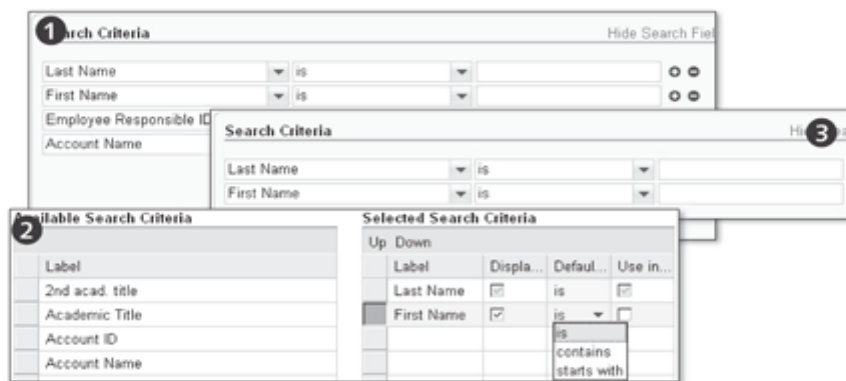 1
arch Criteria
Hide Search Fiel
Last Name is
First Name is
Employee Responsible ID
Account Name
3
Search Criteria
Last Name is
First Name is
2
Available Search Criteria
Label
2nd acad. title
Academic Title
Account ID
Account Name
Selected Search Criteria
Up Down
Label Displa... Defaul... Use in...
Last Name is
First Name is
is
contains
starts with